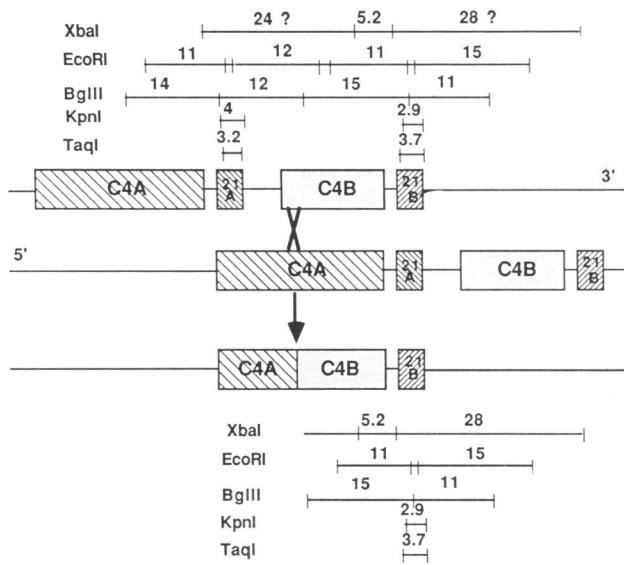 XbaI 24 ? 5.2 28 ?
EcoRI 11 12 11 15
BglII 14 12 15 11
KpnI 4 2.9
TaqI 3.2 3.7
C4A 21 A C4B 21 B 3'
5' C4A 21 A C4B 21 B
C4A C4B 21 B
XbaI 5.2 28
EcoRI 11 15
BglII 15 11
KpnI 2.9
TaqI 3.7